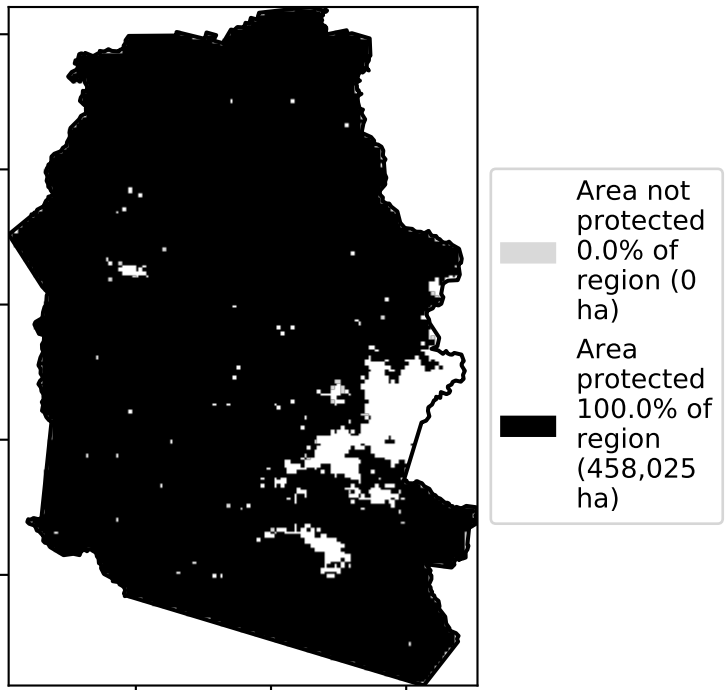 Area not
protected
0.0% of
region (0
ha)
Area
protected
100.0% of
region
(458,025
ha)